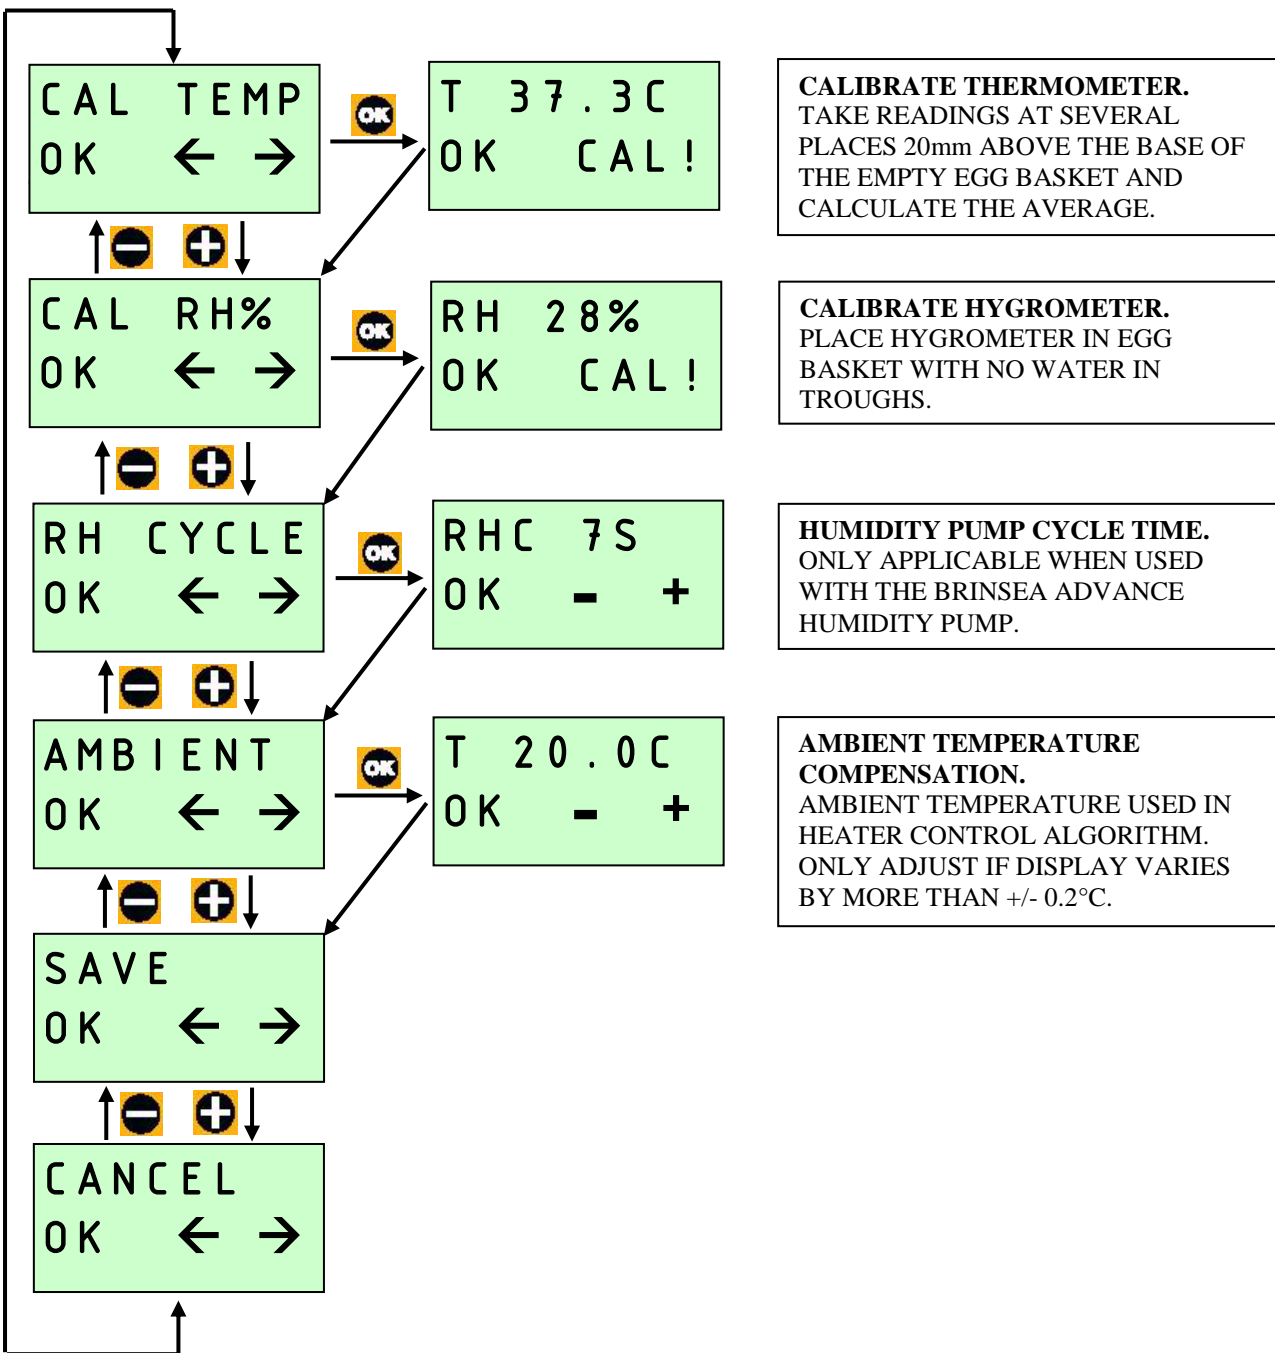 CAL TEMP
OK ← →
OK
T 37.3C
OK CAL!
CALIBRATE THERMOMETER.
TAKE READINGS AT SEVERAL
PLACES 20mm ABOVE THE BASE OF
THE EMPTY EGG BASKET AND
CALCULATE THE AVERAGE.
CAL RH%
OK ← →
OK
RH 28%
OK CAL!
CALIBRATE HYGROMETER.
PLACE HYGROMETER IN EGG
BASKET WITH NO WATER IN
TROUGHS.
RH CYCLE
OK ← →
OK
RHC 7S
OK - +
HUMIDITY PUMP CYCLE TIME.
ONLY APPLICABLE WHEN USED
WITH THE BRINSEA ADVANCE
HUMIDITY PUMP.
AMBIENT
OK ← →
OK
T 20.0C
OK - +
AMBIENT TEMPERATURE
COMPENSATION.
AMBIENT TEMPERATURE USED IN
HEATER CONTROL ALGORITHM.
ONLY ADJUST IF DISPLAY VARIES
BY MORE THAN +/- 0.2°C.
SAVE
OK ← →
CANCEL
OK ← →